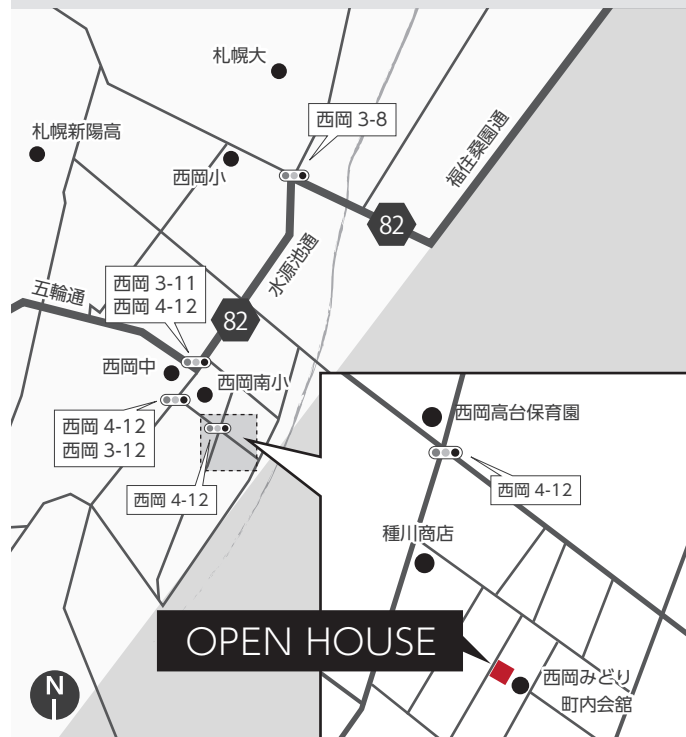 札幌大
西岡 3-8
札幌新陽高
西岡小
福住桑園通
82
水源池通
西岡 3-11
西岡 4-12
五輪通
82
西岡中
西岡南小
西岡 4-12
西岡 3-12
西岡 4-12
西岡高台保育園
西岡 4-12
種川商店
OPEN HOUSE
西岡みどり
町内会館
N